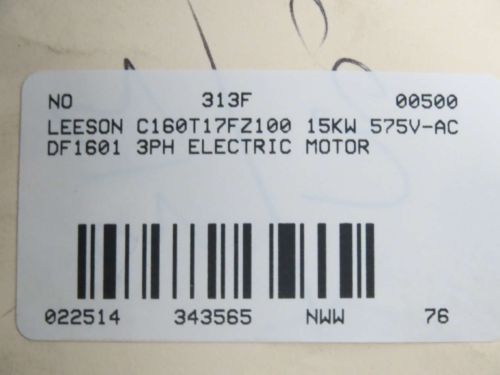 NO 313F 00500
LEESON C160T17FZ100 15KW 575V-AC
DF1601 3PH ELECTRIC MOTOR
022514 343565 NWW 76